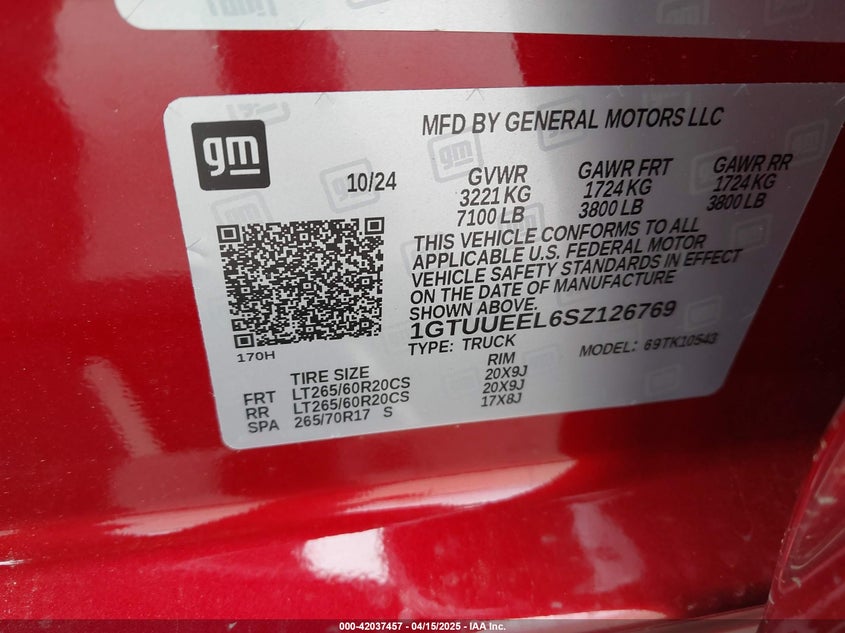 gm
MFD BY GENERAL MOTORS LLC
10/24
GVWR
3221 KG
7100 LB
GAWR FRT
1724 KG
3800 LB
GAWR RR
1724 KG
3800 LB
THIS VEHICLE CONFORMS TO ALL
APPLICABLE U.S. FEDERAL MOTOR
VEHICLE SAFETY STANDARDS IN EFFECT
ON THE DATE OF MANUFACTURE
SHOWN ABOVE.
1GTUUEEL6SZ126769
TYPE: TRUCK
MODEL: 69TK10543
170H
TIRE SIZE RIM
FRT LT265/60R20CS 20X9J
RR LT265/60R20CS 20X9J
SPA 265/70R17 S 17X8J
000-42037457 - 04/15/2025 - IAA Inc.